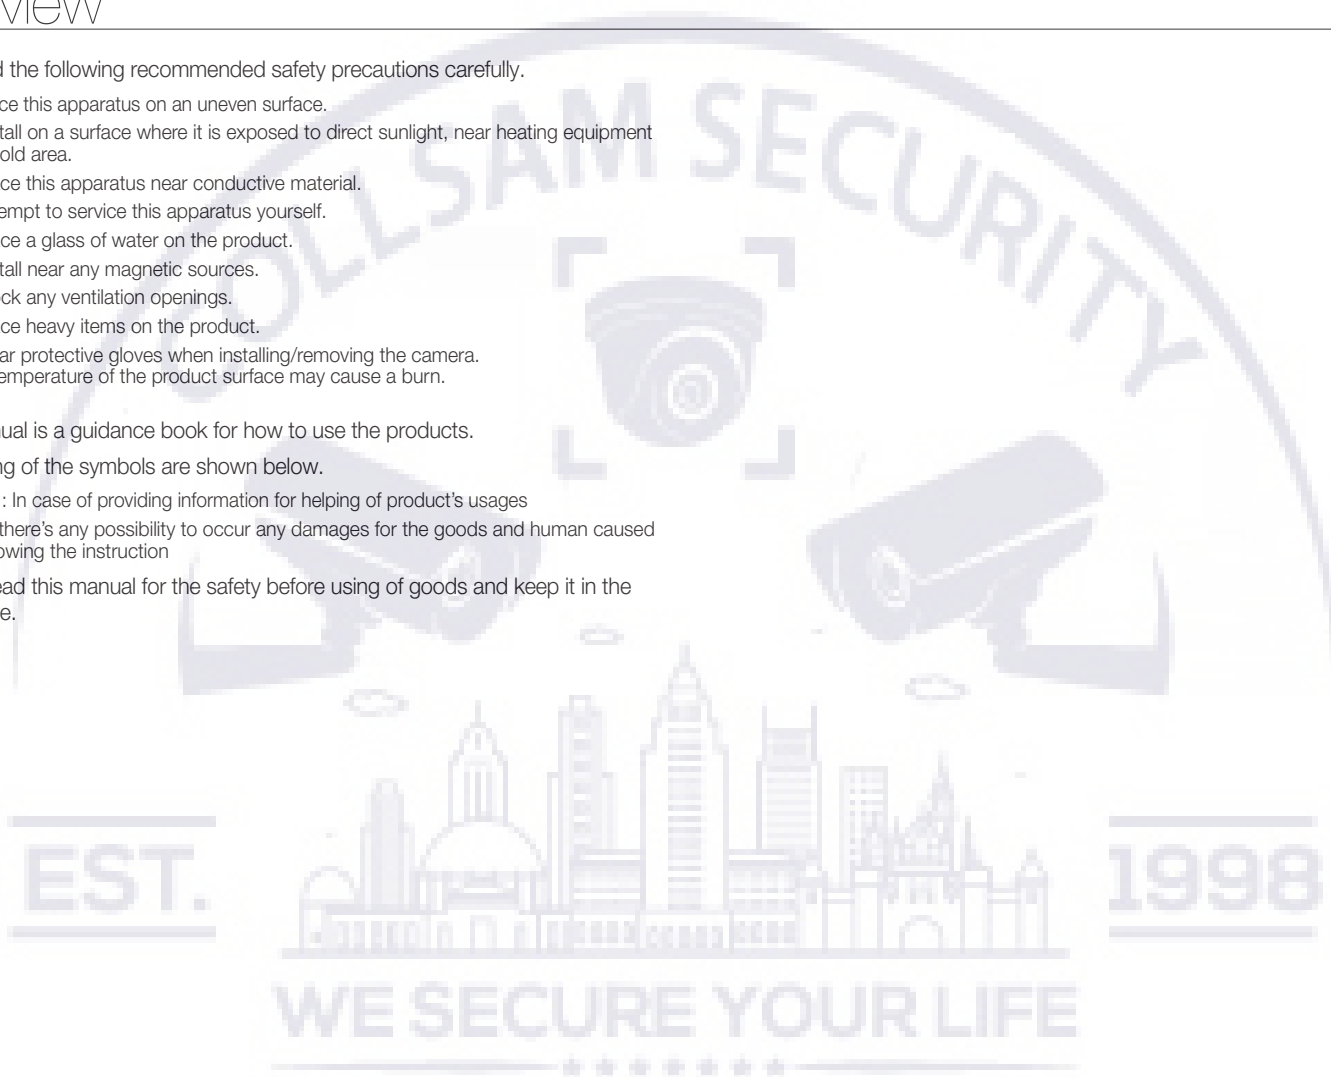 view
d the following recommended safety precautions carefully.
ce this apparatus on an uneven surface.
tall on a surface where it is exposed to direct sunlight, near heating equipment
old area.
ce this apparatus near conductive material.
empt to service this apparatus yourself.
ace a glass of water on the product.
tall near any magnetic sources.
ock any ventilation openings.
ace heavy items on the product.
ar protective gloves when installing/removing the camera.
emperature of the product surface may cause a burn.
nual is a guidance book for how to use the products.
ng of the symbols are shown below.
: In case of providing information for helping of product's usages
there's any possibility to occur any damages for the goods and human caused
owing the instruction
ead this manual for the safety before using of goods and keep it in the
e.
COLLSAM SECURITY
EST.
1998
WE SECURE YOUR LIFE